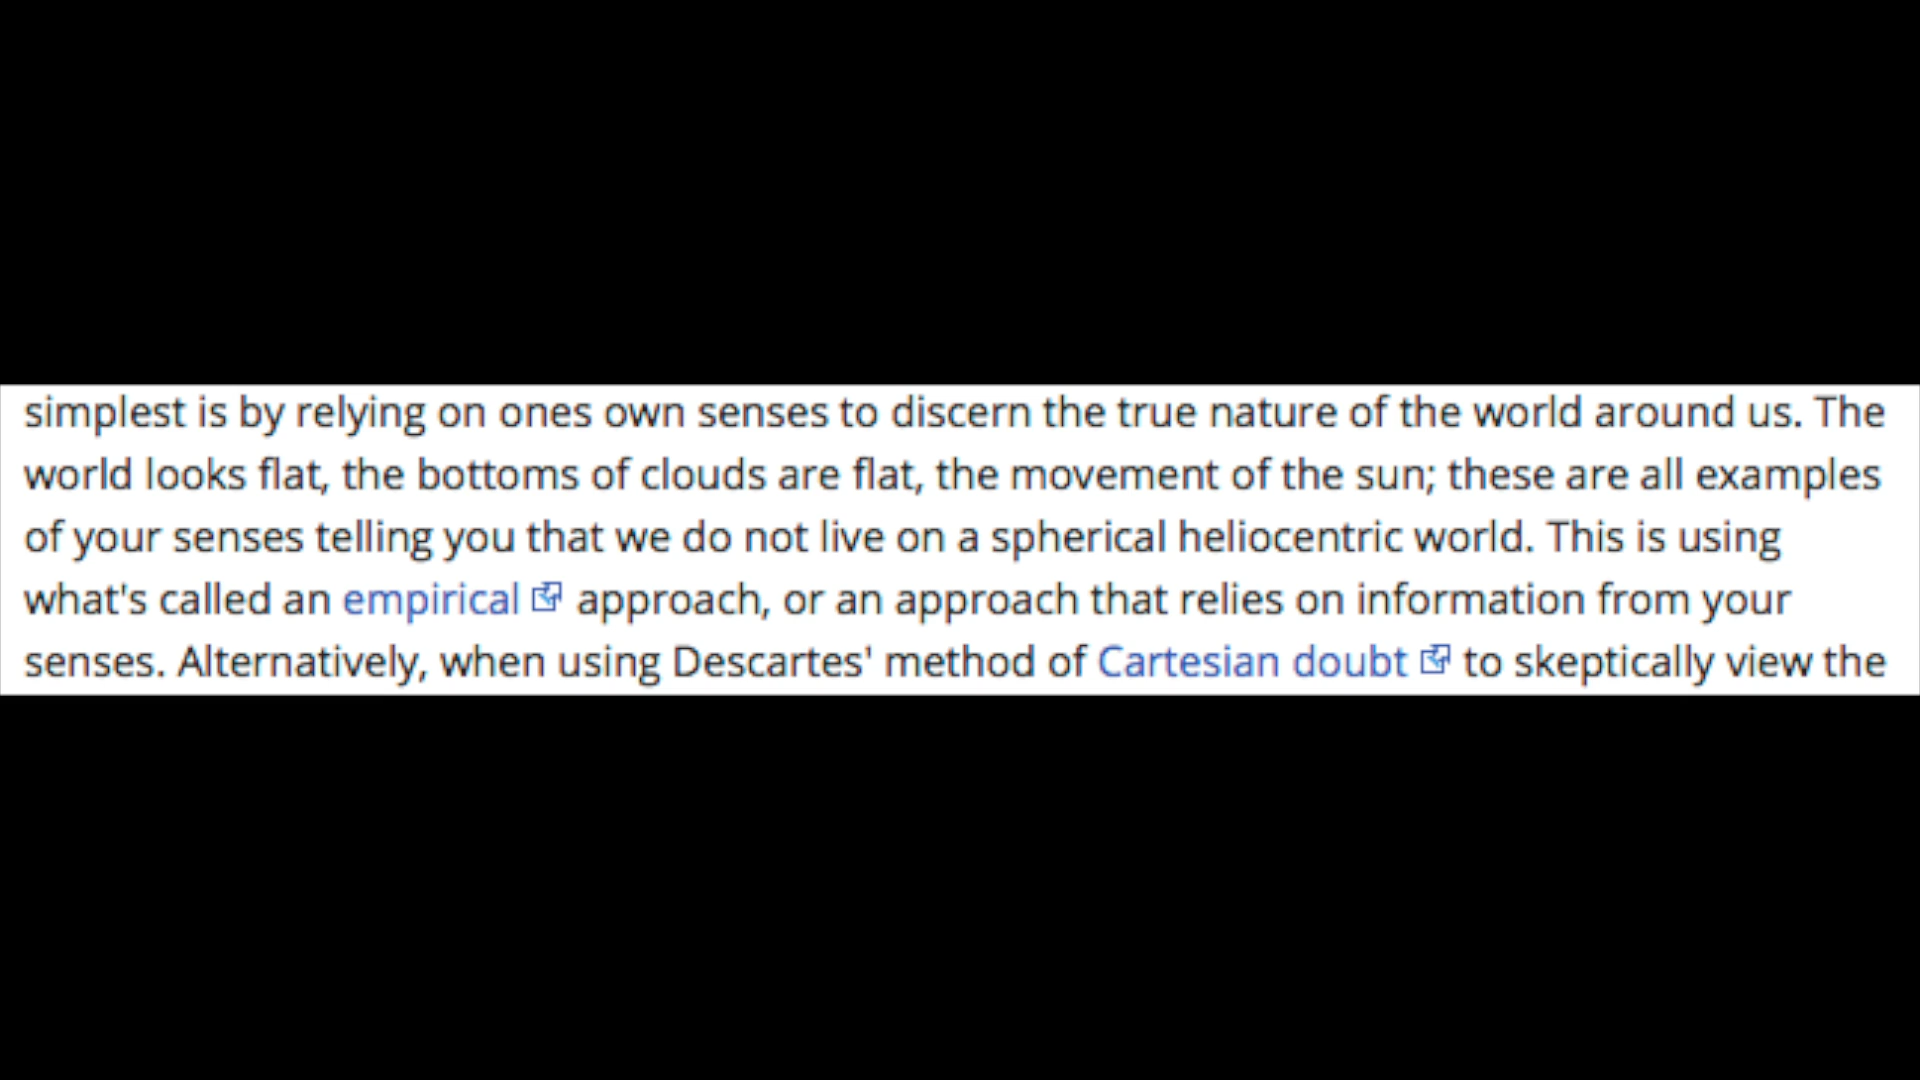 simplest is by relying on ones own senses to discern the true nature of the world around us. The
world looks flat, the bottoms of clouds are flat, the movement of the sun; these are all examples
of your senses telling you that we do not live on a spherical heliocentric world. This is using
what's called an empirical approach, or an approach that relies on information from your
senses. Alternatively, when using Descartes' method of Cartesian doubt to skeptically view the